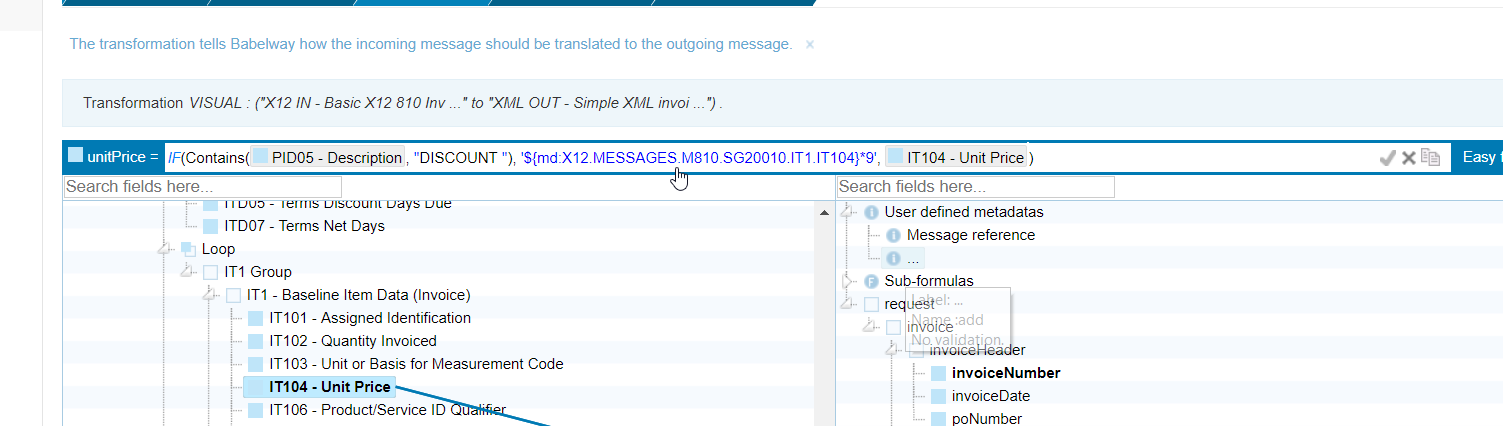 The transformation tells Babelway how the incoming message should be translated to the outgoing message. ×
Transformation VISUAL : ("X12 IN - Basic X12 810 Inv ..." to "XML OUT - Simple XML invoi ...") .
unitPrice = IF(Contains( PID05 - Description , "DISCOUNT "), '${md:X12.MESSAGES.M810.SG20010.IT1.IT104}*9', IT104 - Unit Price )
Easy f
Search fields here...
ITD05 - Terms Discount Days Due
ITD07 - Terms Net Days
Loop
IT1 Group
IT1 - Baseline Item Data (Invoice)
IT101 - Assigned Identification
IT102 - Quantity Invoiced
IT103 - Unit or Basis for Measurement Code
IT104 - Unit Price
IT106 - Product/Service ID Qualifier
Search fields here...
User defined metadatas
Message reference
...
Sub-formulas
request
invoice
invoiceHeader
invoiceNumber
invoiceDate
poNumber
Label: ...
Name :add
No validation.